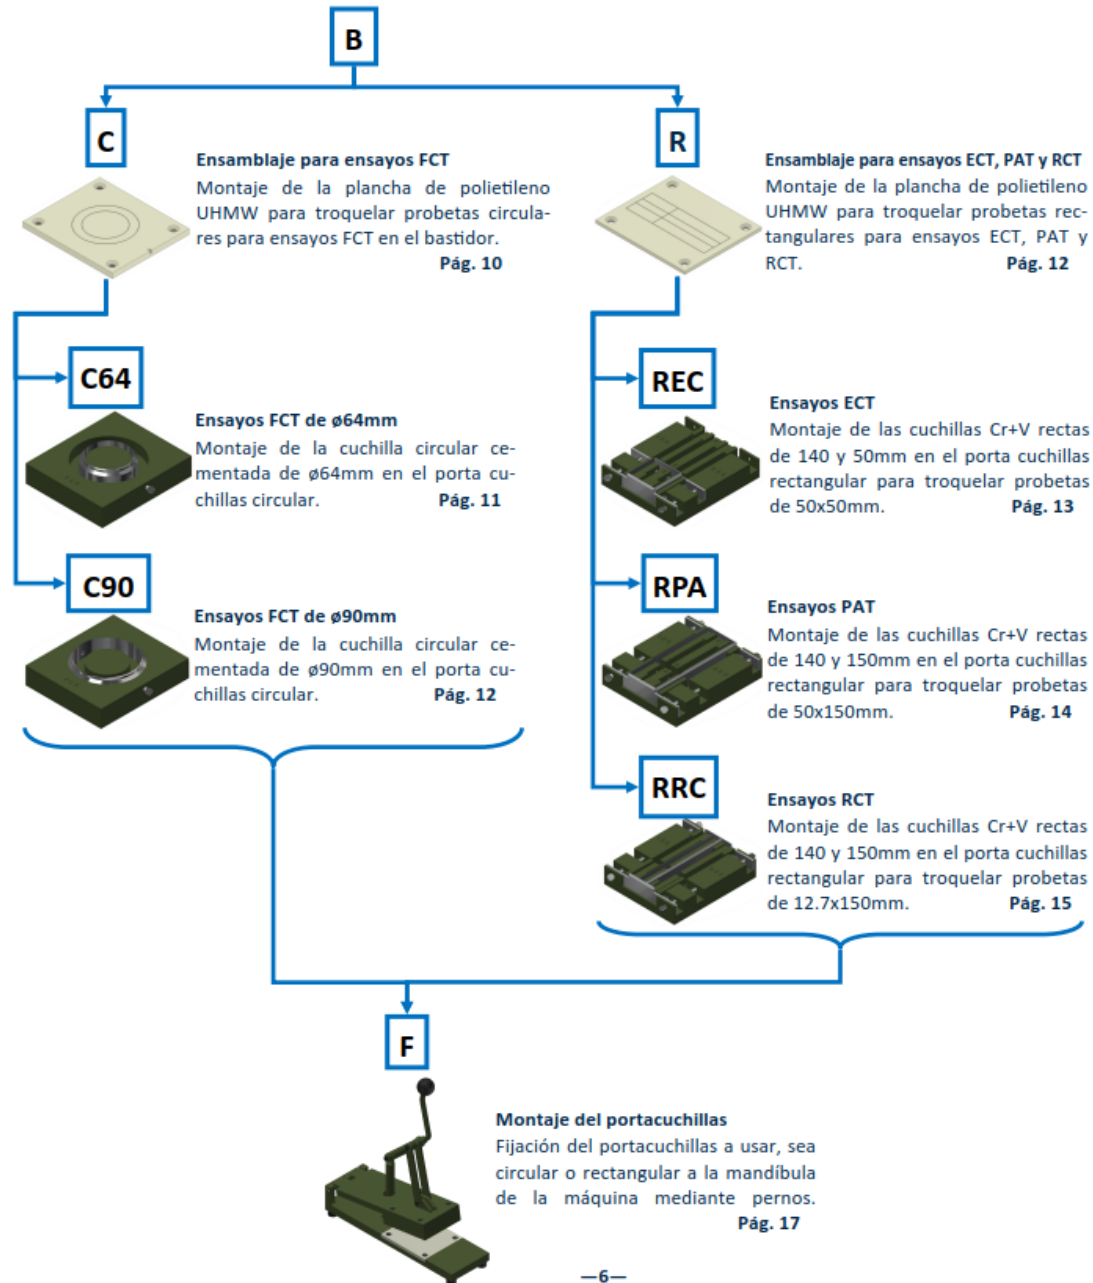 B
C
Ensamblaje para ensayos FCT
Montaje de la plancha de polietileno
UHMW para troquelar probetas circula-
res para ensayos FCT en el bastidor.
Pág. 10
R
Ensamblaje para ensayos ECT, PAT y RCT
Montaje de la plancha de polietileno
UHMW para troquelar probetas rec-
tangulares para ensayos ECT, PAT y
RCT. Pág. 12
C64
Ensayos FCT de ø64mm
Montaje de la cuchilla circular ce-
mentada de ø64mm en el porta cu-
chillas circular. Pág. 11
C90
Ensayos FCT de ø90mm
Montaje de la cuchilla circular ce-
mentada de ø90mm en el porta cu-
chillas circular. Pág. 12
REC
Ensayos ECT
Montaje de las cuchillas Cr+V rectas
de 140 y 50mm en el porta cuchillas
rectangular para troquelar probetas
de 50x50mm. Pág. 13
RPA
Ensayos PAT
Montaje de las cuchillas Cr+V rectas
de 140 y 150mm en el porta cuchillas
rectangular para troquelar probetas
de 50x150mm. Pág. 14
RRC
Ensayos RCT
Montaje de las cuchillas Cr+V rectas
de 140 y 150mm en el porta cuchillas
rectangular para troquelar probetas
de 12.7x150mm. Pág. 15
F
Montaje del portacuchillas
Fijación del portacuchillas a usar, sea
circular o rectangular a la mandíbula
de la máquina mediante pernos.
Pág. 17
—6—